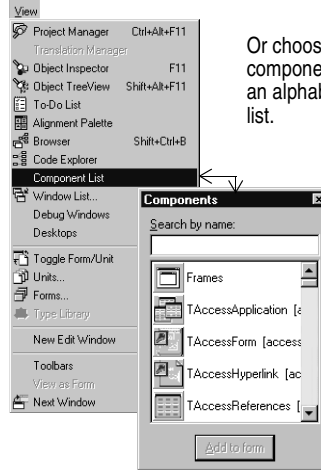 View
Project Manager Ctrl+Alt+F11
Translation Manager
Object Inspector F11
Object TreeView Shift+Alt+F11
To-Do List
Alignment Palette
Browser Shift+Ctrl+B
Code Explorer
Component List
Window List...
Debug Windows
Desktops
Toggle Form/Unit
Units...
Forms...
Type Library
New Edit Window
Toolbars
View as Form
Next Window
Or choos
compone
an alphab
list.
Components
Search by name:
Frames
TAccessApplication [a
TAccessForm [access
TAccessHyperlink [ac
TAccessReferences [
Add to form